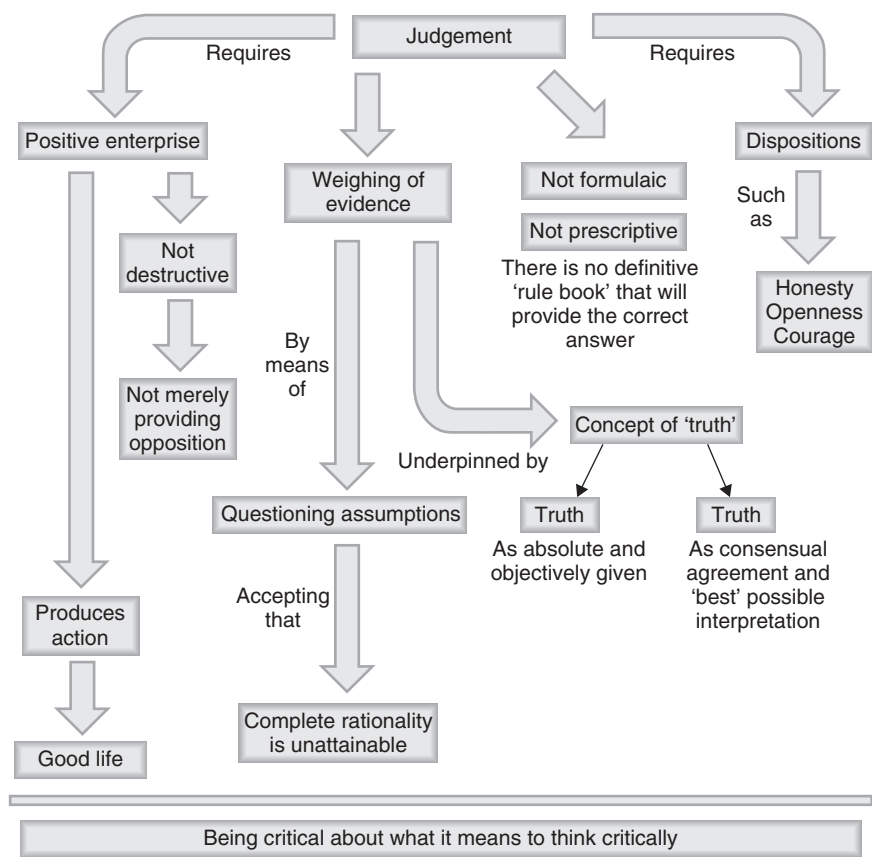 Judgement
Requires
Requires
Positive enterprise
Dispositions
Weighing of
evidence
Not formulaic
Not prescriptive
There is no definitive
‘rule book’ that will
provide the correct
answer
Such
as
Honesty
Openness
Courage
Not
destructive
Not merely
providing
opposition
By
means
of
Underpinned by
Concept of ‘truth’
Truth
As absolute and
objectively given
Truth
As consensual
agreement and
‘best’ possible
interpretation
Questioning assumptions
Accepting
that
Complete rationality
is unattainable
Produces
action
Good life
Being critical about what it means to think critically